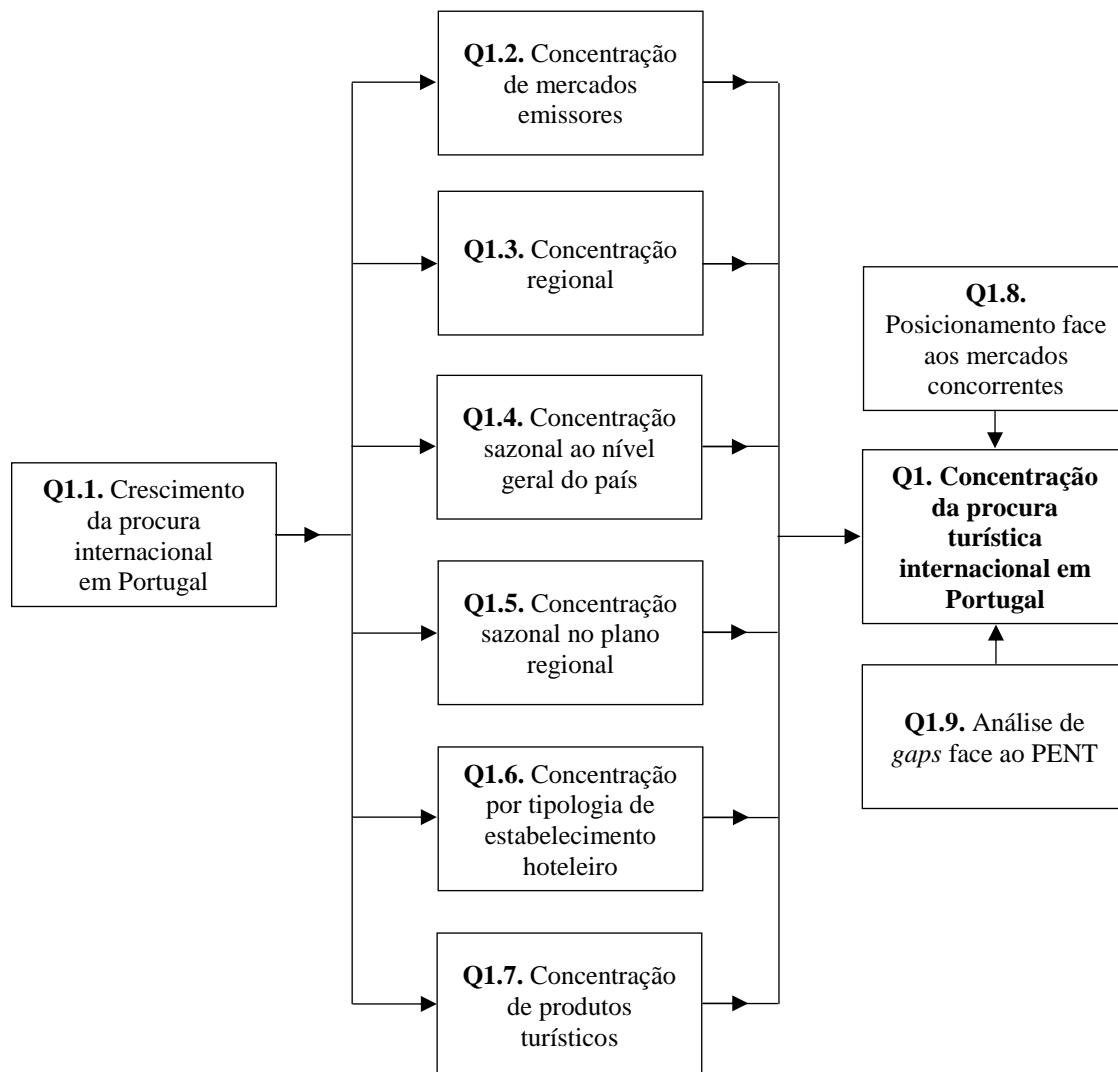 Q1.2. Concentração
de mercados
emissores
Q1.3. Concentração
regional
Q1.8.
Posicionamento face
aos mercados
concorrentes
Q1.4. Concentração
sazonal ao nível
geral do país
Q1.1. Crescimento
da procura
internacional
em Portugal
Q1. Concentração
da procura
turística
internacional em
Portugal
Q1.5. Concentração
sazonal no plano
regional
Q1.9. Análise de
gaps face ao PENT
Q1.6. Concentração
por tipologia de
estabelecimento
hoteleiro
Q1.7. Concentração
de produtos
turísticos